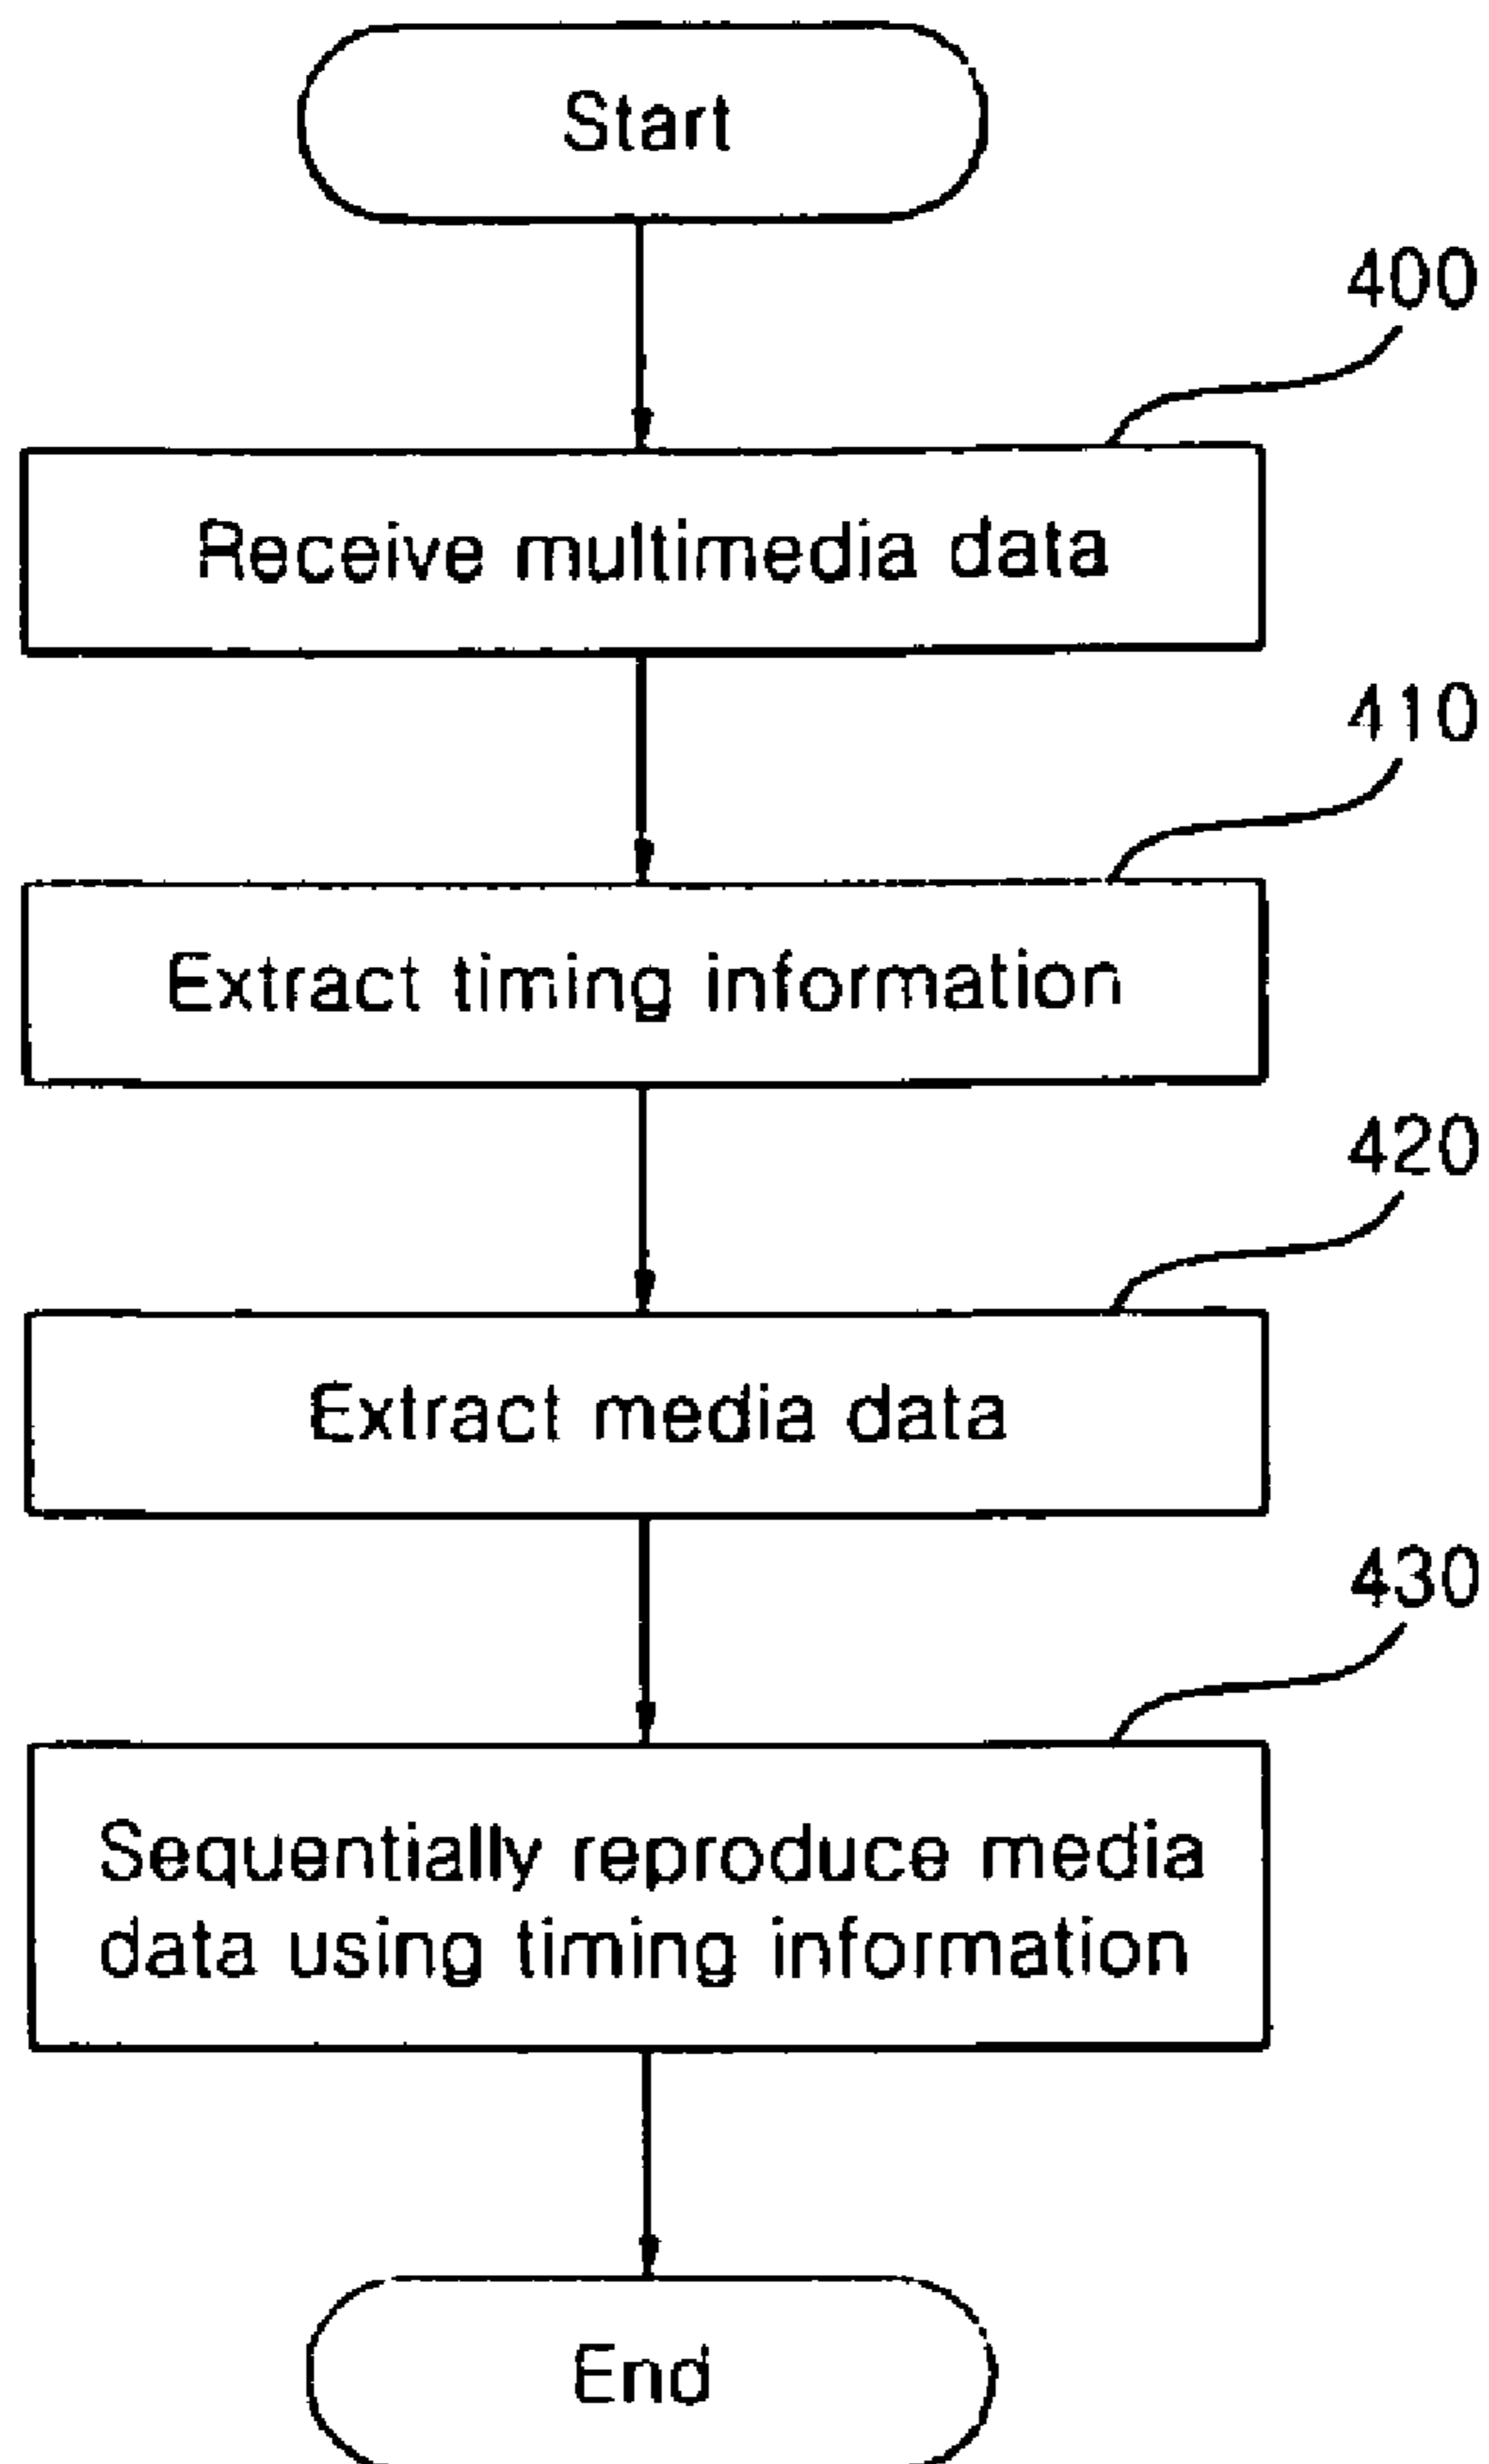 Start
400
Receive multimedia data
410
Extract timing information
420
Extract media data
430
Sequentially reproduce media
data using timing information
End